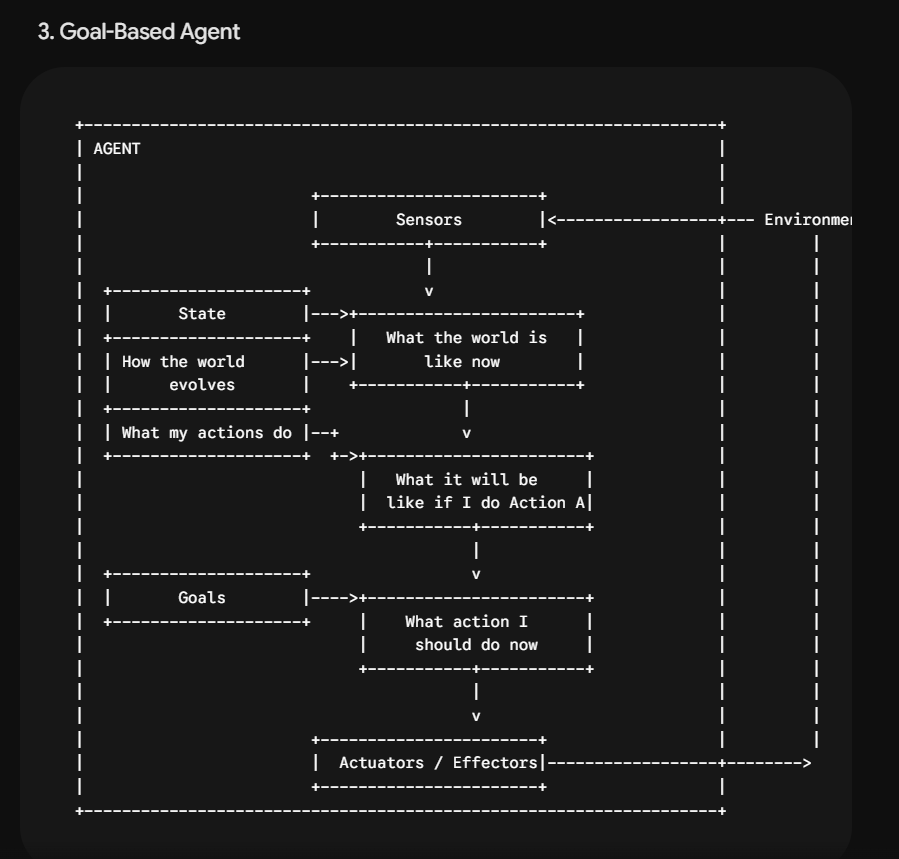 3. Goal-Based Agent
+--------------------------------------------------------------------+
| AGENT                                                              |
|                                                                    |
|                        +-----------------------+                   |
|                        |        Sensors        |<------------------+--- Environmen
|                        +-----------+-----------+                   |         |
|                                    |                               |         |
|  +--------------------+            v                               |         |
|  |       State        |--->+-----------------------+              |         |
|  +--------------------+    |   What the world is   |              |         |
|  | How the world      |--->|       like now        |              |         |
|  |      evolves       |    +-----------+-----------+              |         |
|  +--------------------+                |                           |         |
|  | What my actions do |--+             v                           |         |
|  +--------------------+  +->+-----------------------+             |         |
|                             |   What it will be     |             |         |
|                             |  like if I do Action A|             |         |
|                             +-----------+-----------+             |         |
|                                         |                          |         |
|  +--------------------+                 v                          |         |
|  |       Goals        |---->+-----------------------+             |         |
|  +--------------------+     |    What action I      |             |         |
|                             |     should do now     |             |         |
|                             +-----------+-----------+             |         |
|                                         |                          |         |
|                                         v                          |         |
|                        +-----------------------+                   |         |
|                        |  Actuators / Effectors|-------------------+-------->
|                        +-----------------------+                   |
+--------------------------------------------------------------------+